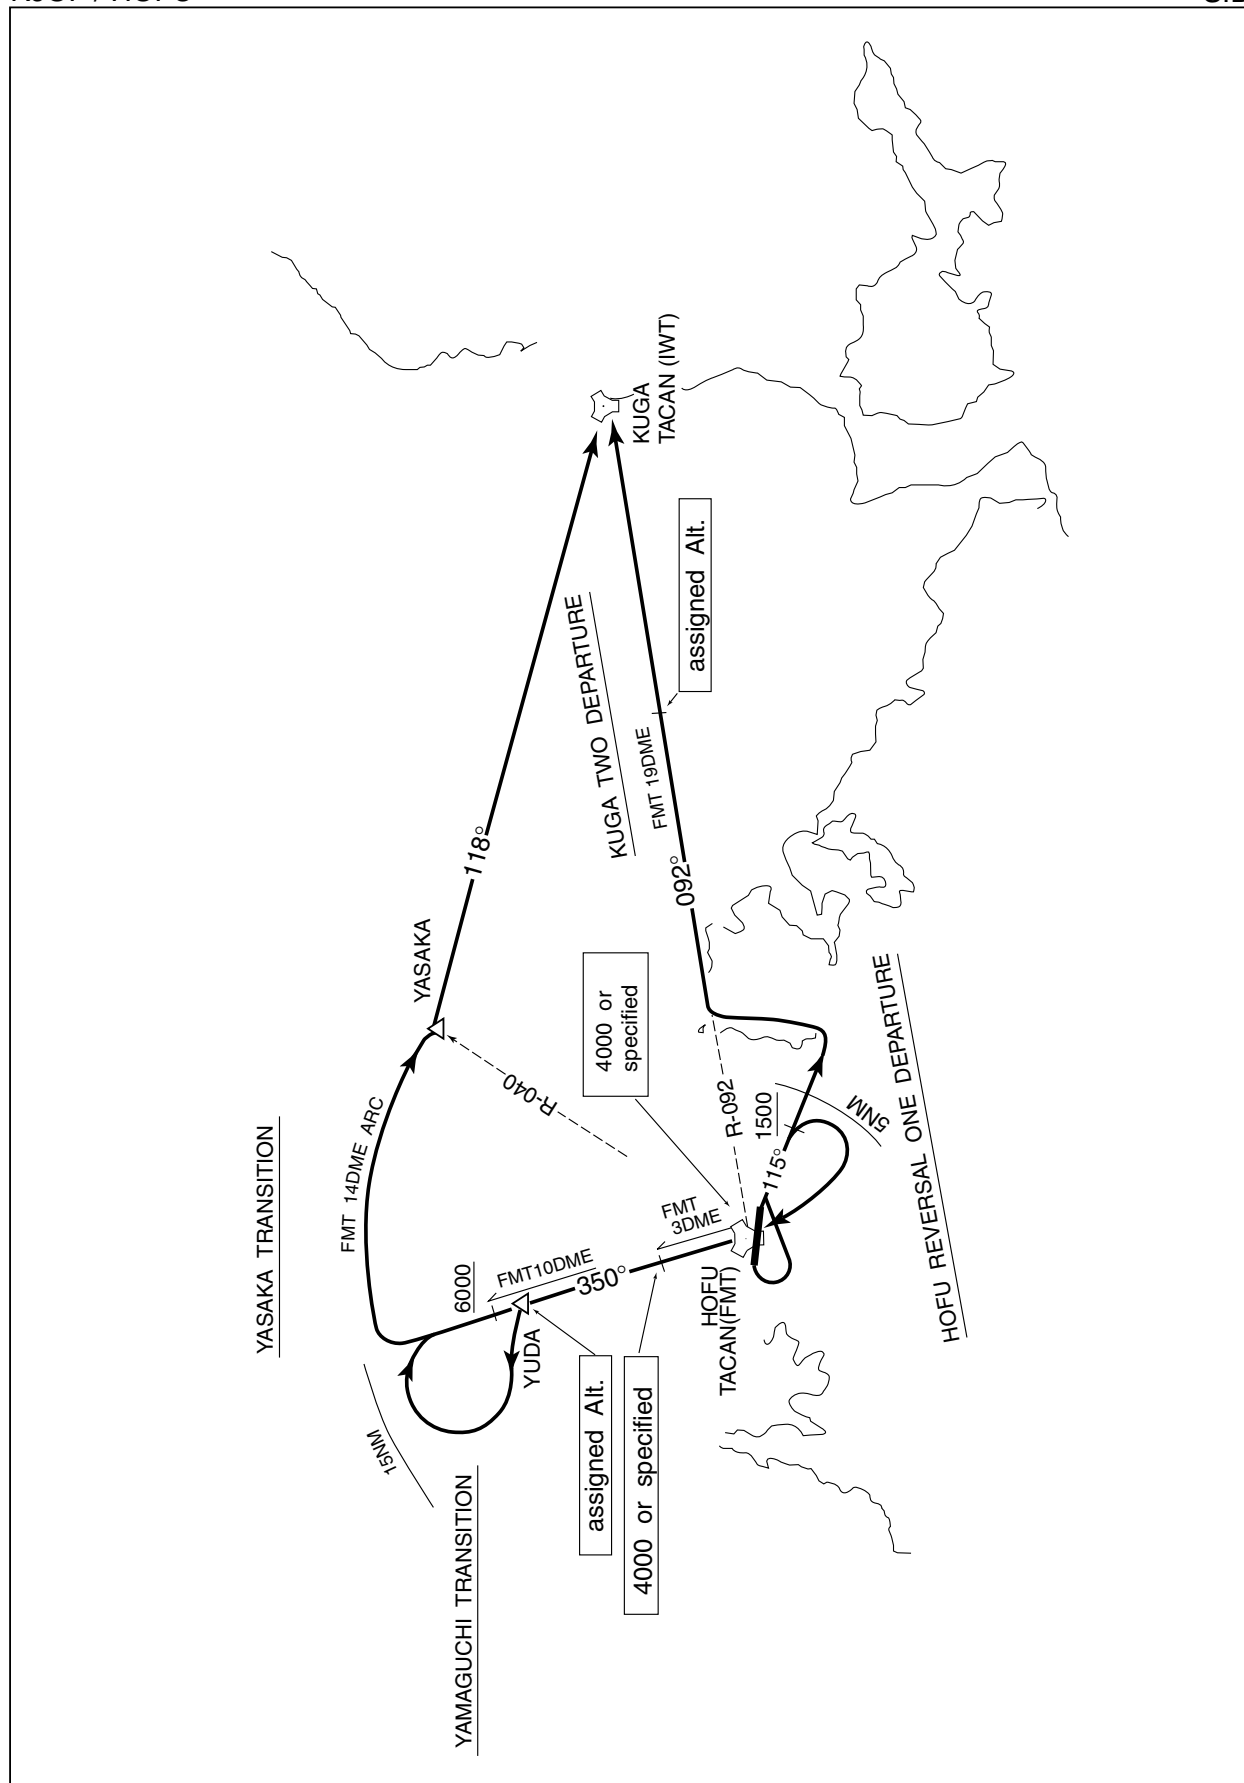 YASAKA TRANSITION
YAMAGUCHI TRANSITION
15NM
FMT 14DME ARC
YASAKA
118°
R-040
6000
FMT10DME
350°
YUDA
assigned Alt.
4000 or specified
FMT
3DME
HOFU
TACAN(FMT)
4000 or
specified
R-092
1500
115°
5NM
HOFU REVERSAL ONE DEPARTURE
092°
FMT 19DME
KUGA TWO DEPARTURE
assigned Alt.
KUGA
TACAN (IWT)